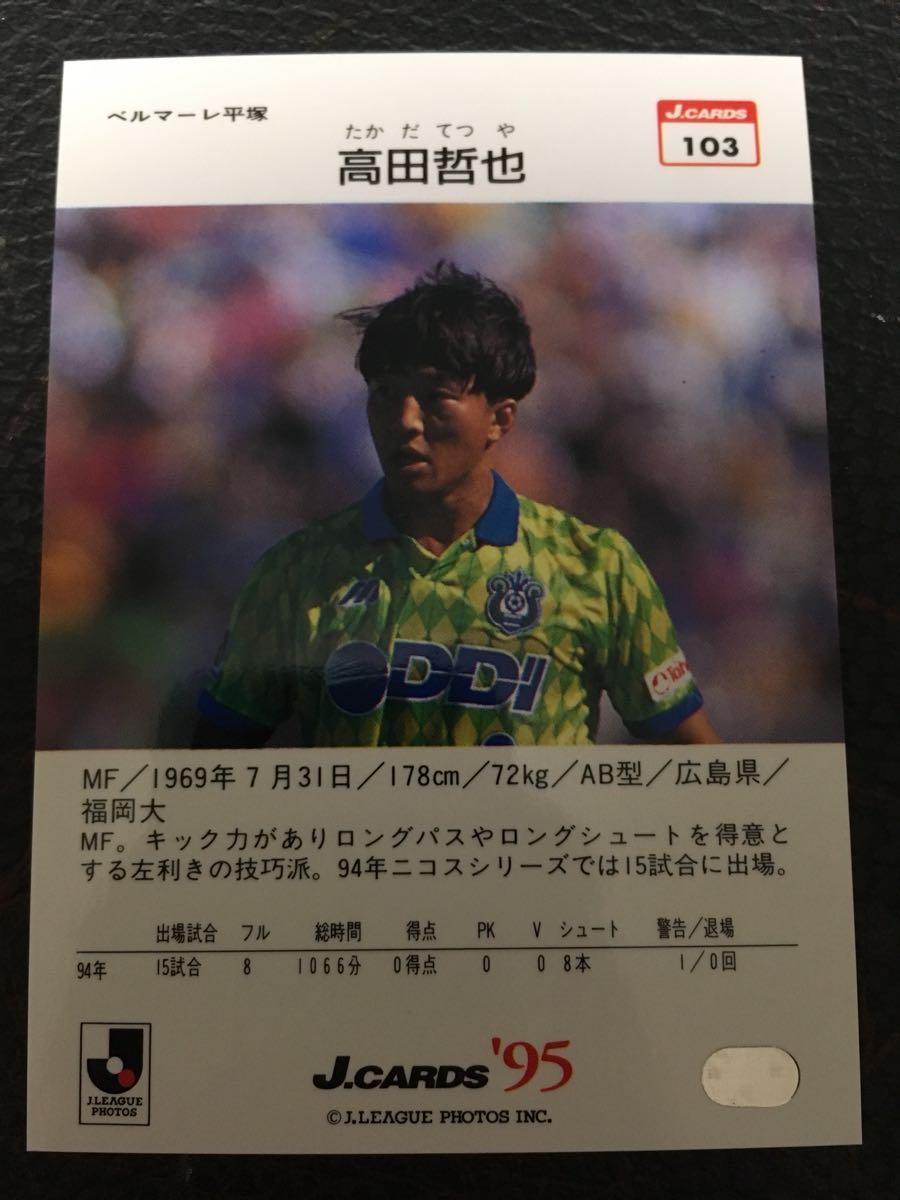 ベルマーレ平塚
たか だ てつ や
高田哲也
J.CARDS
103
DDI
MF／1969年7月31日／178cm／72kg／AB型／広島県／
福岡大
MF。キック力がありロングパスやロングシュートを得意と
する左利きの技巧派。94年ニコスシリーズでは15試合に出場。
出場試合 フル 総時間 得点 PK V シュート 警告／退場
94年 15試合 8 1066分 0得点 0 0 8本 1／0回
J.LEAGUE
PHOTOS
J.CARDS '95
©J.LEAGUE PHOTOS INC.